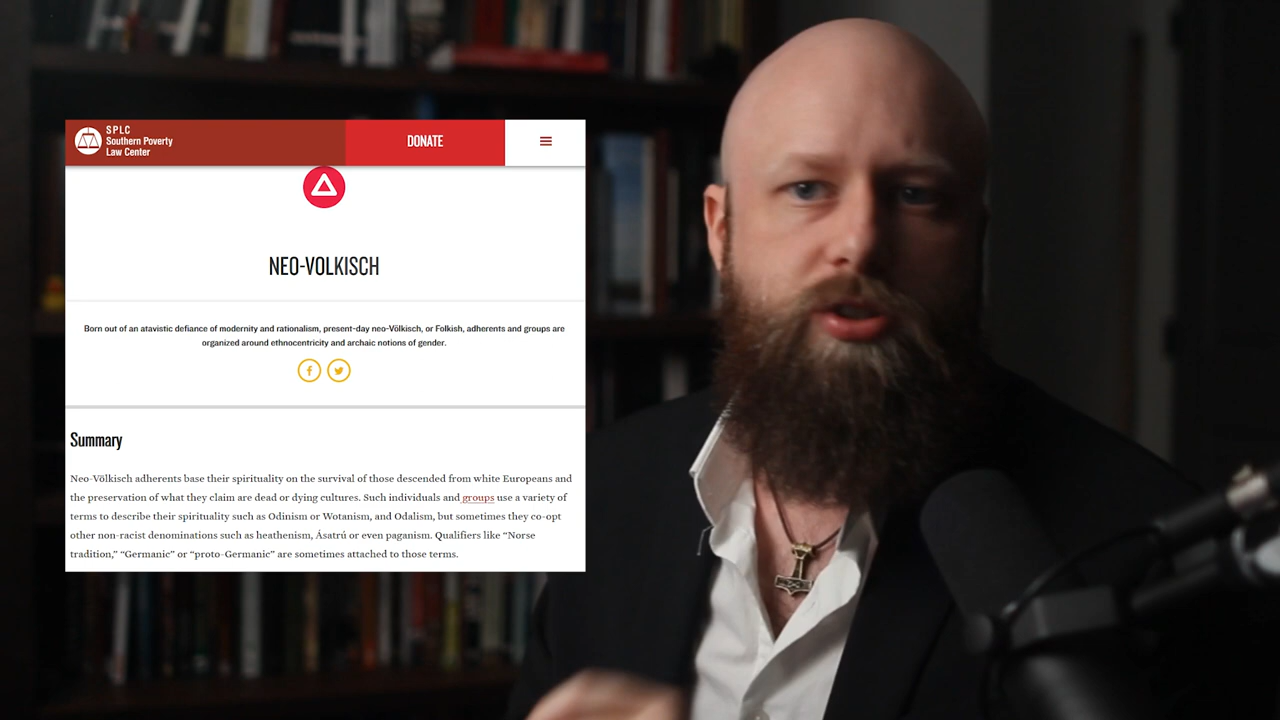 SPLC
Southern Poverty
Law Center
DONATE
NEO-VOLKISCH
Born out of an atavistic defiance of modernity and rationalism, present-day neo-Völkisch, or Folkish, adherents and groups are
organized around ethnocentricity and archaic notions of gender.
Summary
Neo-Völkisch adherents base their spirituality on the survival of those descended from white Europeans and
the preservation of what they claim are dead or dying cultures. Such individuals and groups use a variety of
terms to describe their spirituality such as Odinism or Wotanism, and Odalism, but sometimes they co-opt
other non-racist denominations such as heathenism, Ásatrú or even paganism. Qualifiers like “Norse
tradition,” “Germanic” or “proto-Germanic” are sometimes attached to those terms.